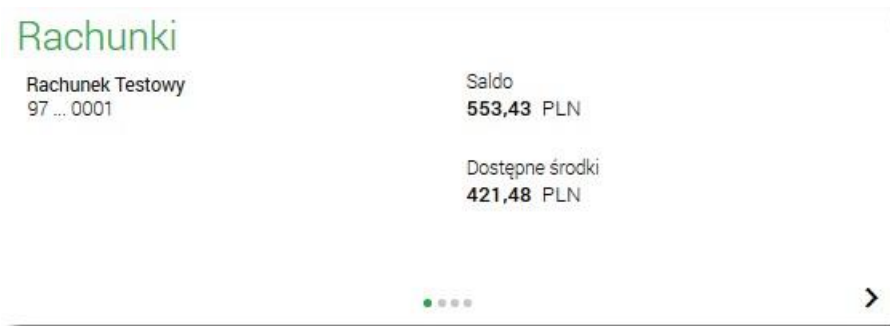 Rachunki
Rachunek Testowy
97 ... 0001
Saldo
553,43 PLN
Dostępne środki
421,48 PLN